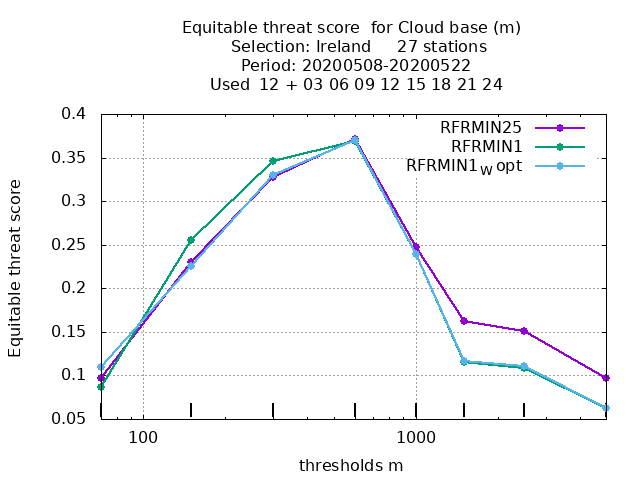 Equitable threat score  for Cloud base (m)
Selection: Ireland     27 stations
Period: 20200508-20200522
Used  12 + 03 06 09 12 15 18 21 24
0.4
0.35
0.3
0.25
0.2
0.15
0.1
0.05
Equitable threat score
RFRMIN25
RFRMIN1
RFRMIN1W opt
100
1000
thresholds m